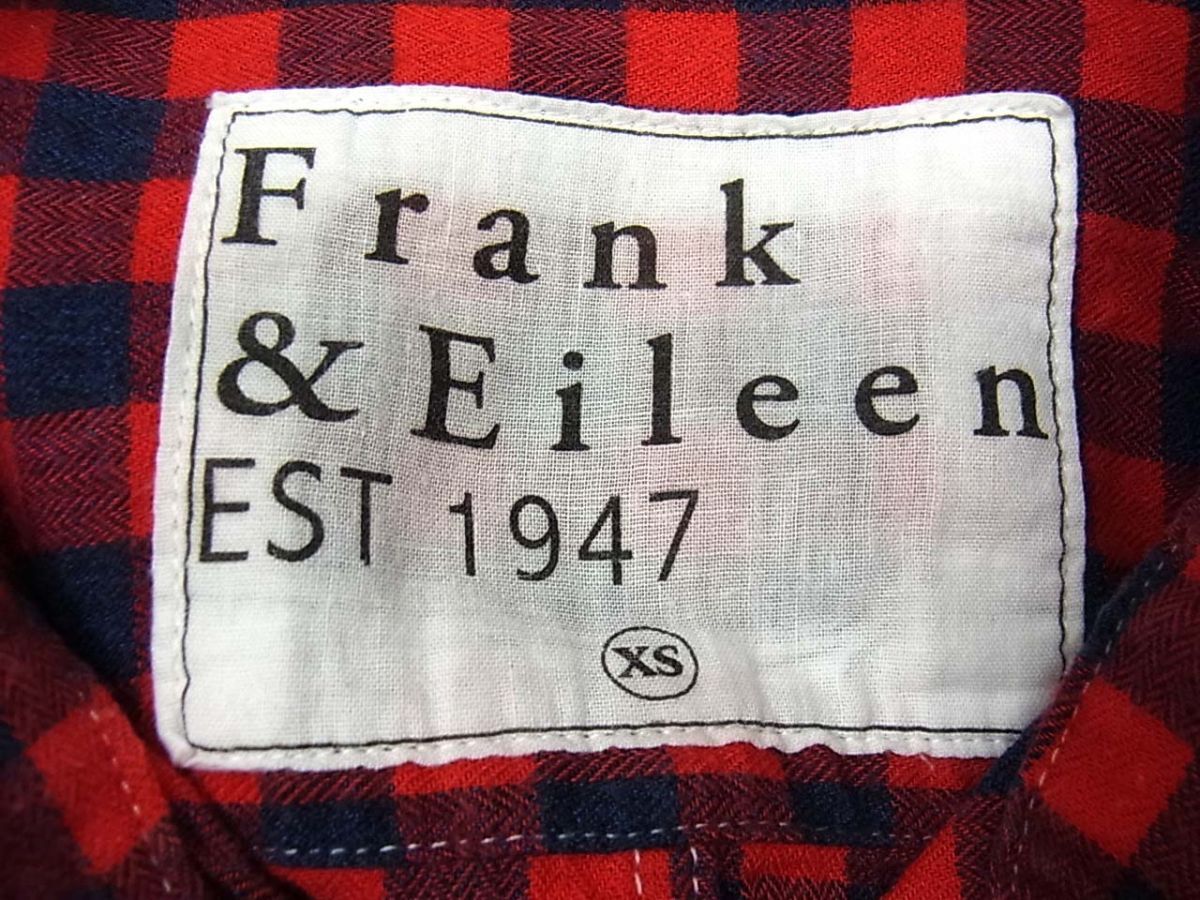 Frank
& Eileen
EST 1947
XS